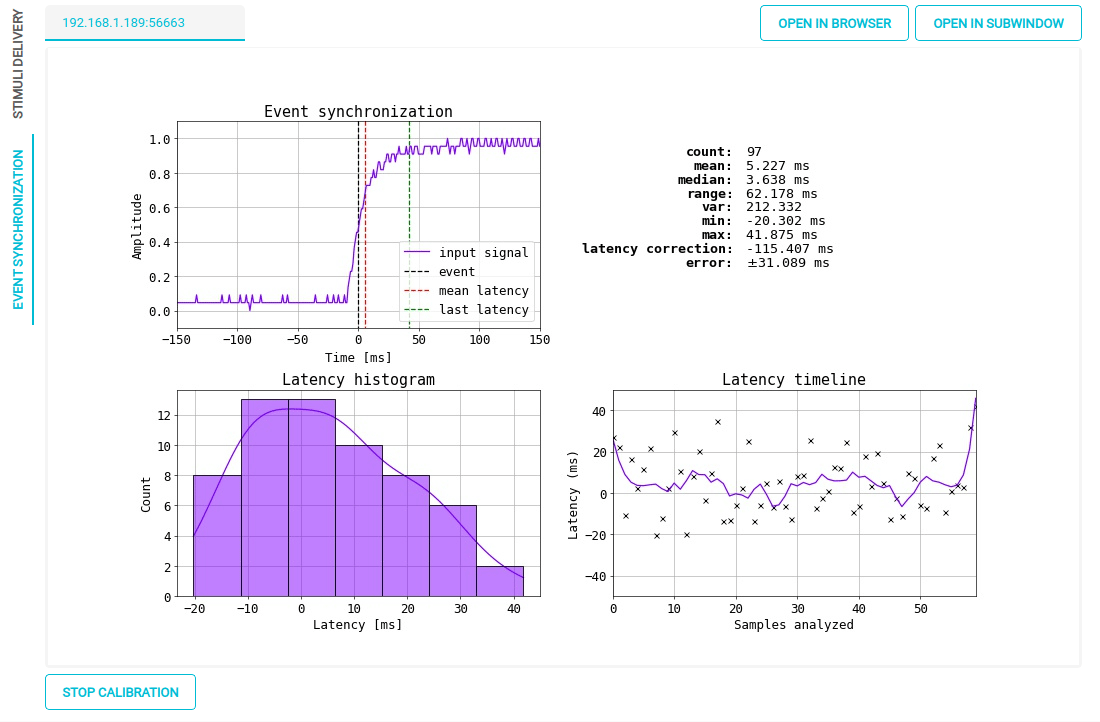 STIMULI DELIVERY
EVENT SYNCHRONIZATION
192.168.1.189:56663
OPEN IN BROWSER
OPEN IN SUBWINDOW
Event synchronization
Amplitude
1.0
0.8
0.6
0.4
0.2
0.0
input signal
event
mean latency
last latency
−150 −100 −50 0 50 100 150
Time [ms]
count: 97
mean: 5.227 ms
median: 3.638 ms
range: 62.178 ms
var: 212.332
min: -20.302 ms
max: 41.875 ms
latency correction: -115.407 ms
error: ±31.089 ms
Latency histogram
Count
12
10
8
6
4
2
0
−20 −10 0 10 20 30 40
Latency [ms]
Latency timeline
Latency (ms)
40
20
0
−20
−40
0 10 20 30 40 50
Samples analyzed
STOP CALIBRATION